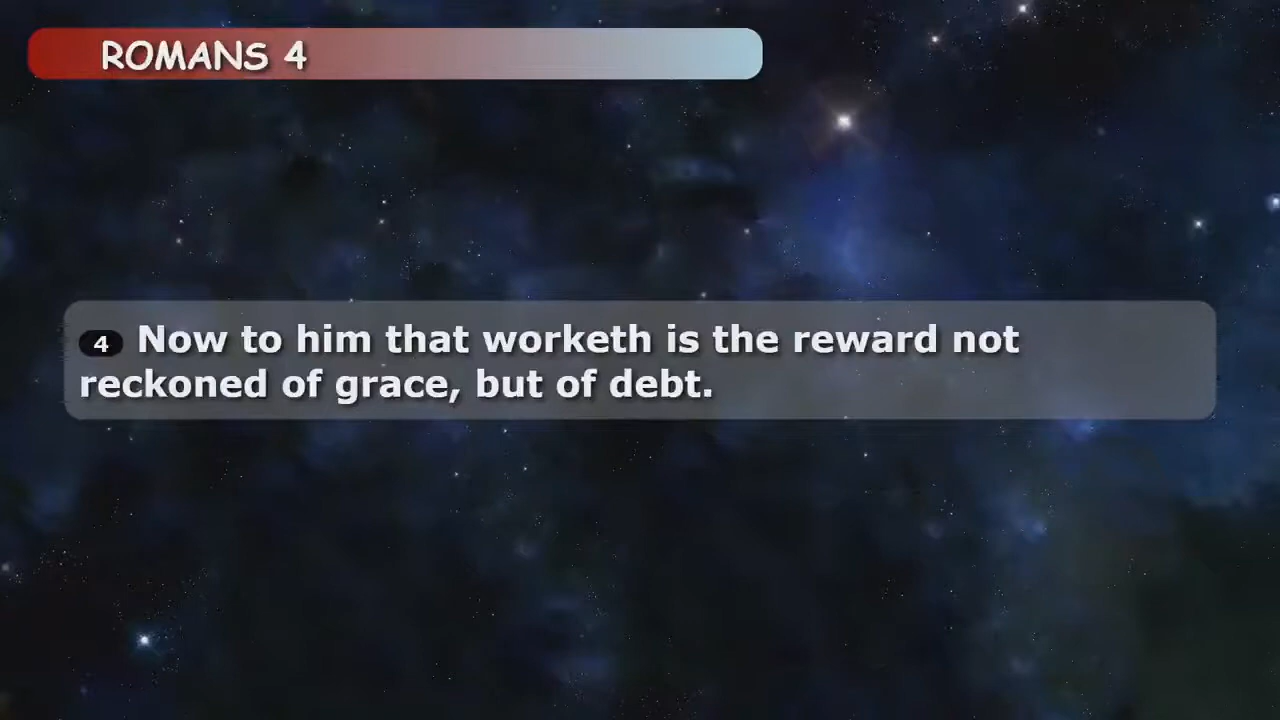 ROMANS 4
4 Now to him that worketh is the reward not
reckoned of grace, but of debt.